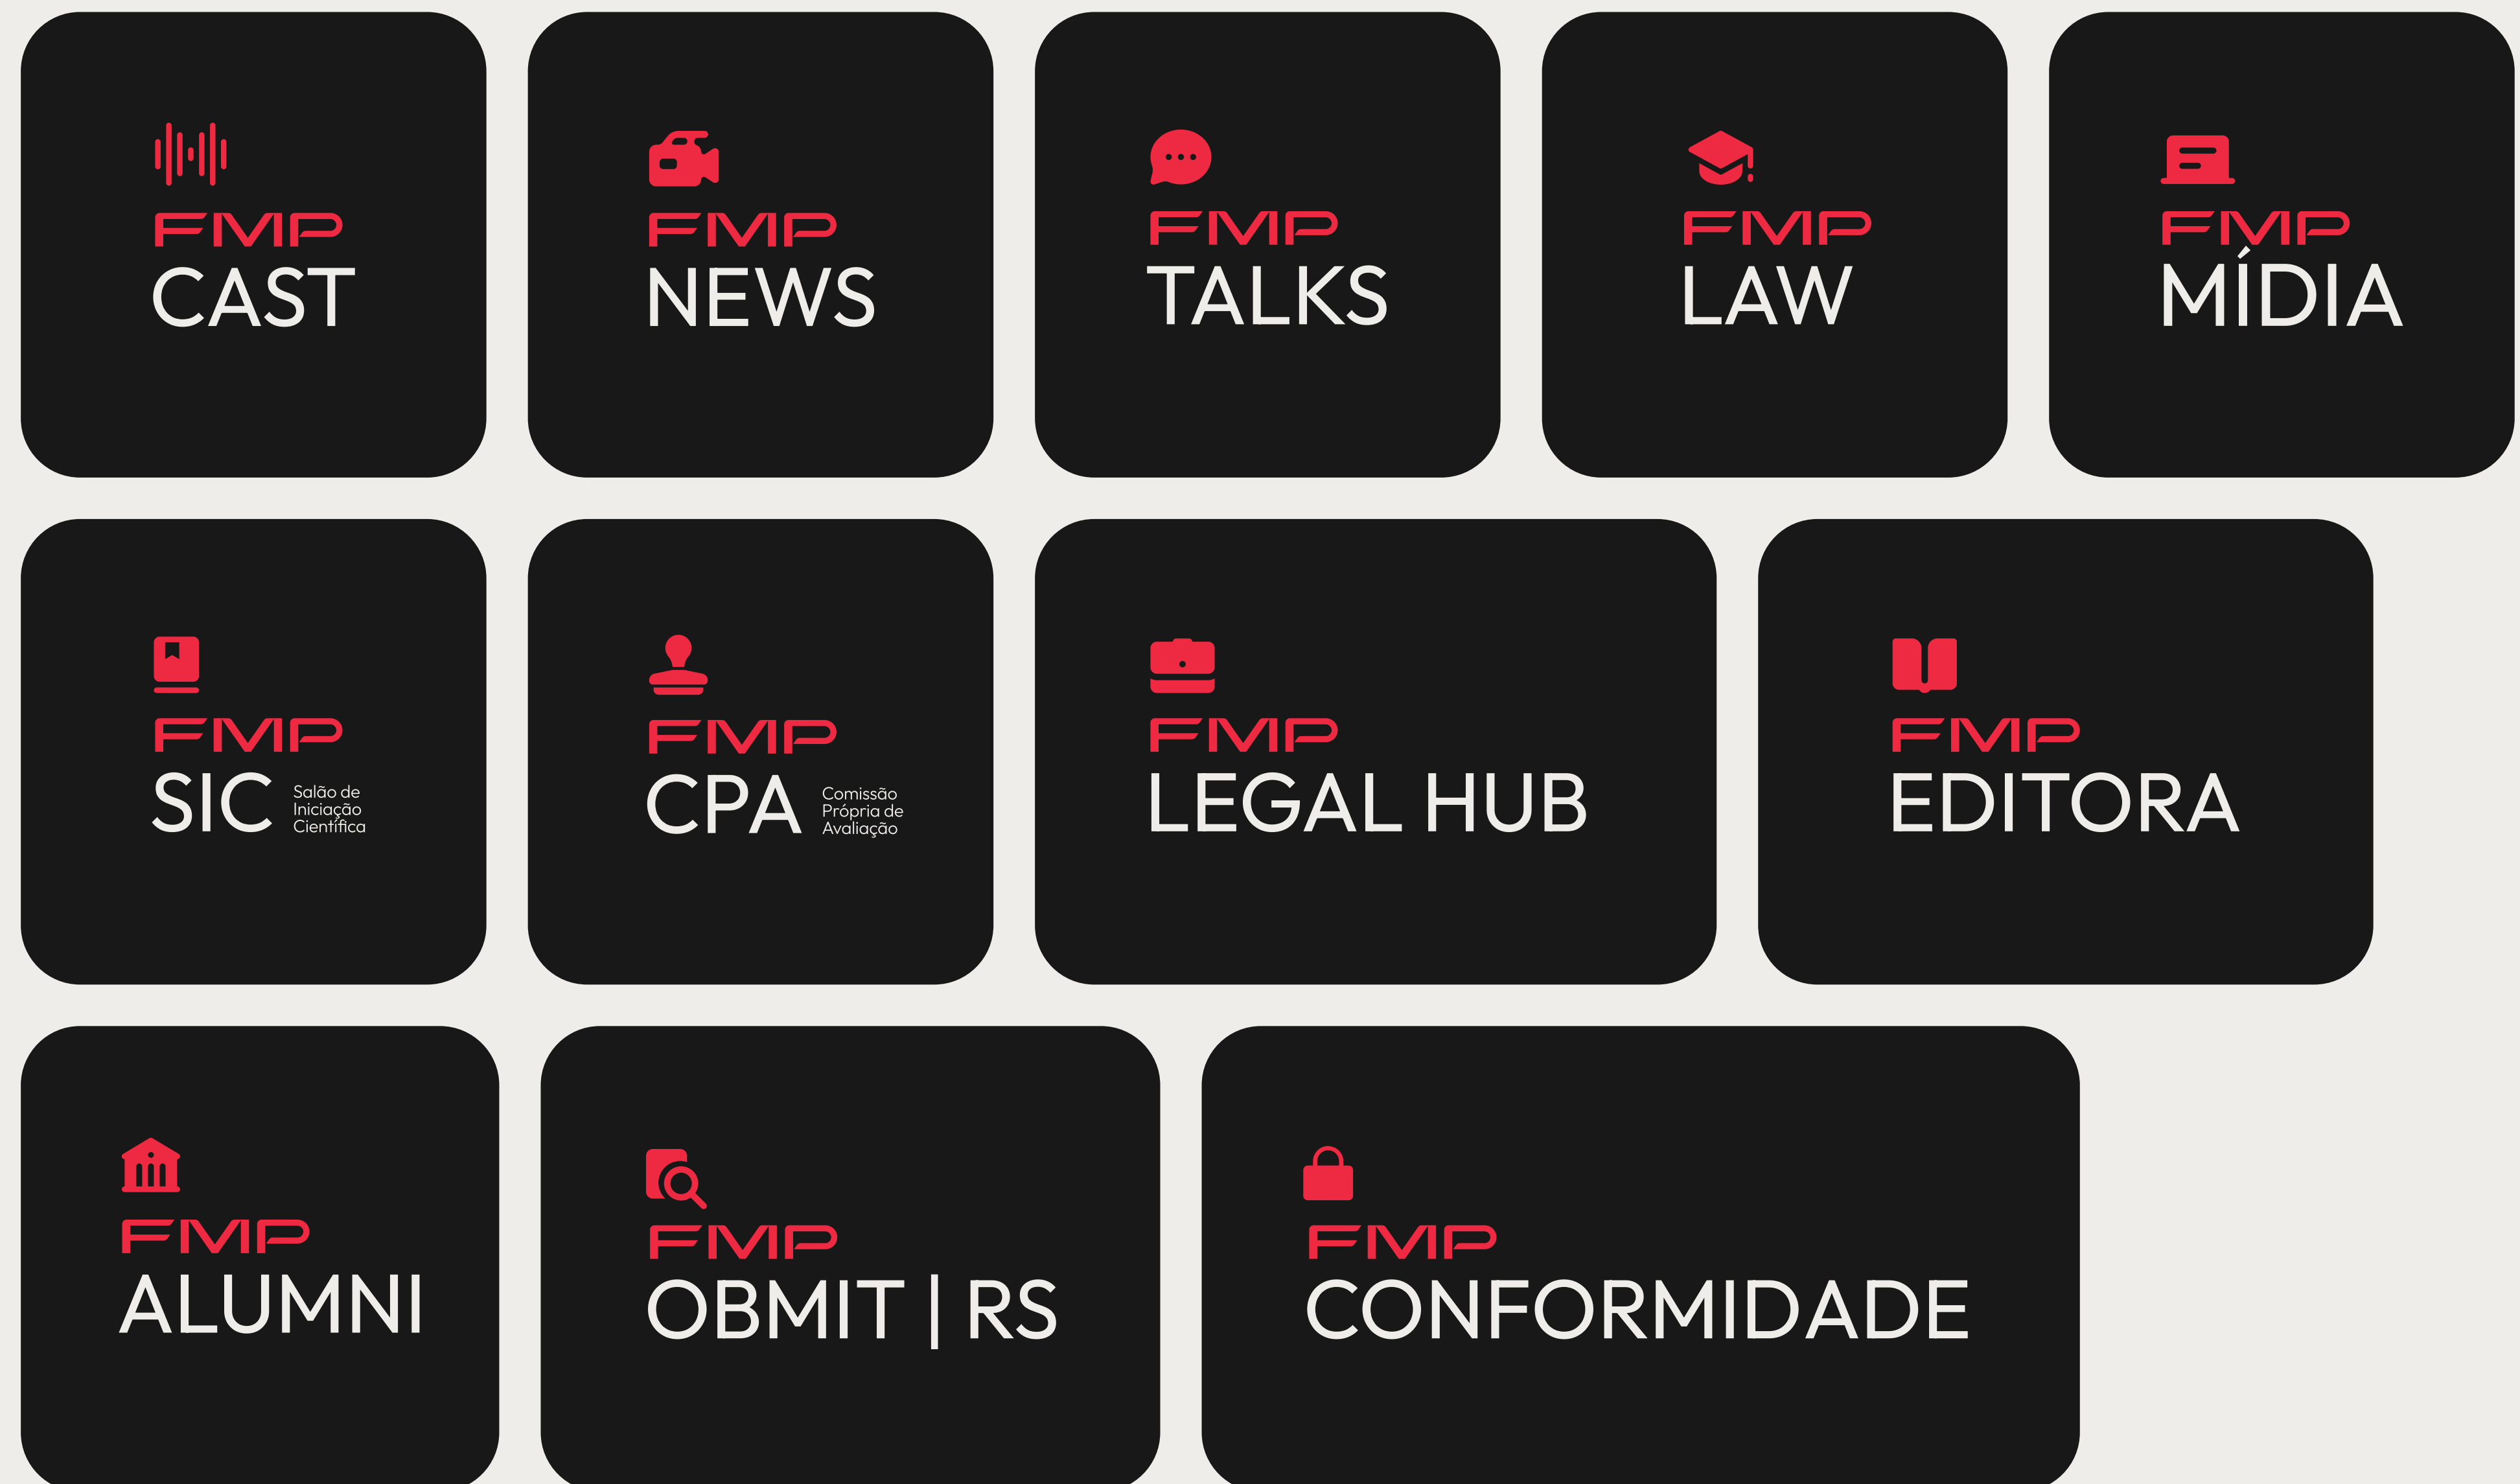 FMP
CAST
FMP
NEWS
FMP
TALKS
FMP
LAW
FMP
MÍDIA
FMP
SIC
Salão de
Iniciação
Científica
FMP
CPA
Comissão
Própria de
Avaliação
FMP
LEGAL HUB
FMP
EDITORA
FMP
ALUMNI
FMP
OBMIT | RS
FMP
CONFORMIDADE